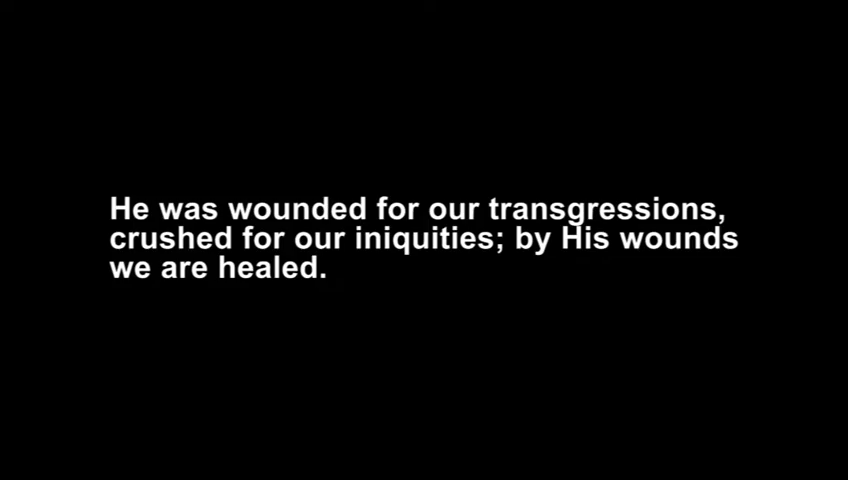 He was wounded for our transgressions,
crushed for our iniquities; by His wounds
we are healed.